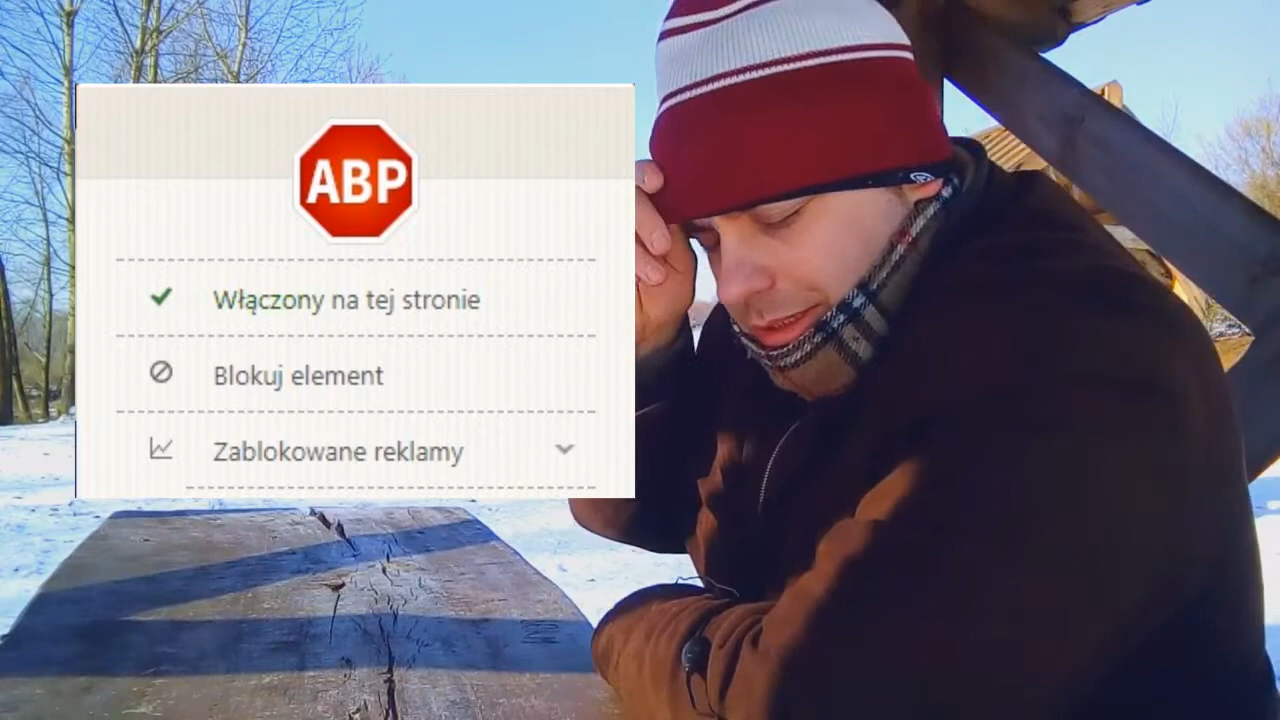 ABP
Włączony na tej stronie
Blokuj element
Zablokowane reklamy